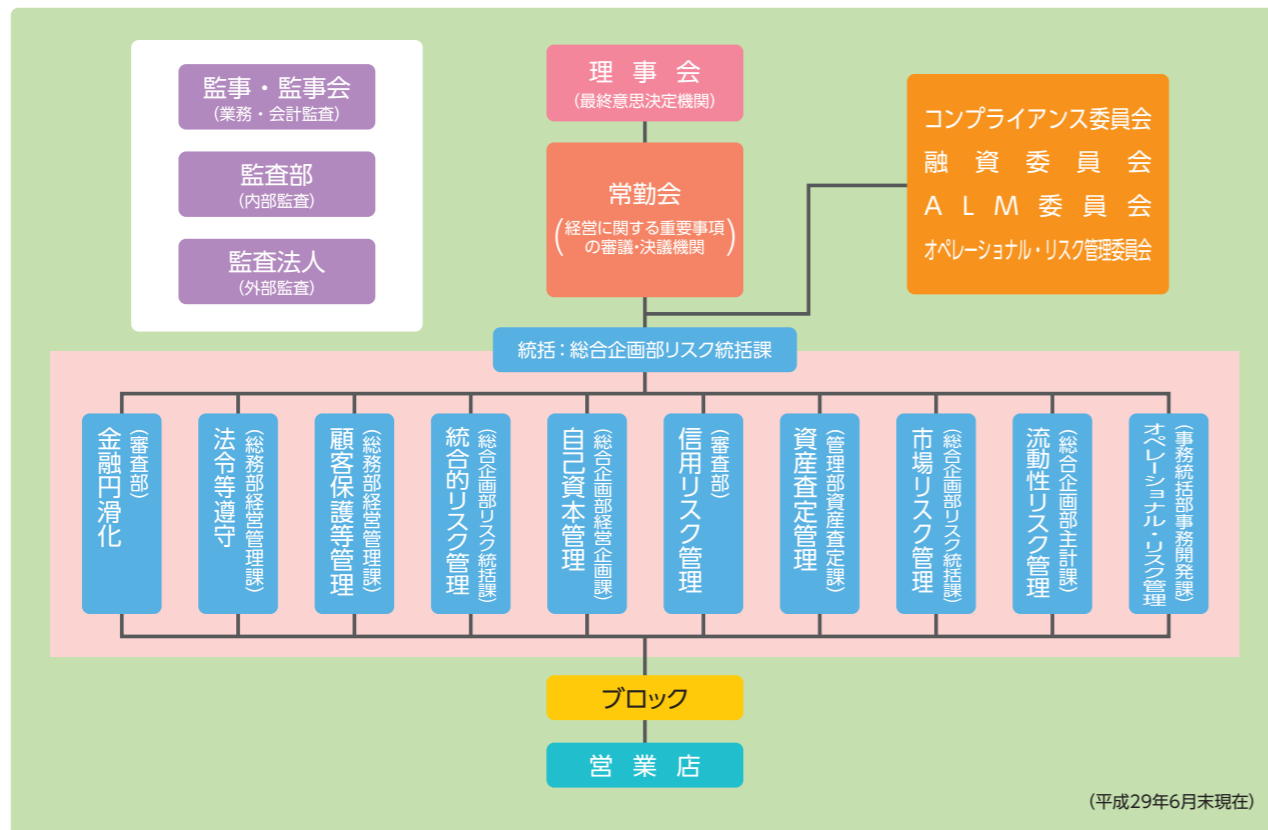 監事・監事会
(業務・会計監査)
監査部
(内部監査)
監査法人
(外部監査)
理事会
(最終意思決定機関)
常勤会
(経営に関する重要事項
の審議・決議機関)
コンプライアンス委員会
融資委員会
ALM委員会
オペレーショナル・リスク管理委員会
統括：総合企画部リスク統括課
金融円滑化
(審査部)
法令等遵守
(総務部経営管理課)
顧客保護等管理
(総務部経営管理課)
統合的リスク管理
(総合企画部リスク統括課)
自己資本管理
(総合企画部経営企画課)
信用リスク管理
(審査部)
資産査定管理
(管理部資産査定課)
市場リスク管理
(総合企画部リスク統括課)
流動性リスク管理
(総合企画部主計課)
オペレーショナル・リスク管理
(事務統括部事務開発課)
ブロック
営業店
(平成29年6月末現在)